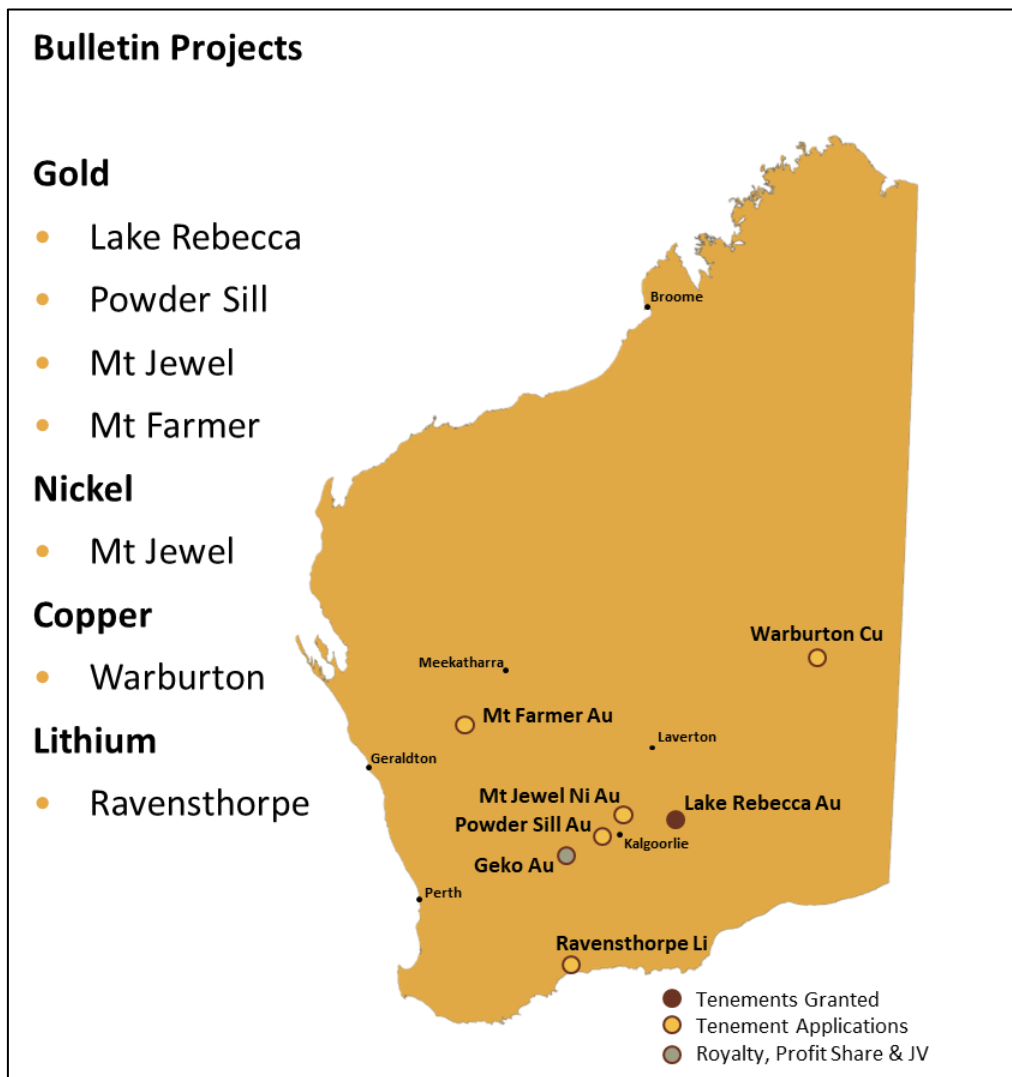 Bulletin Projects
Gold
• Lake Rebecca
• Powder Sill
• Mt Jewel
• Mt Farmer
Nickel
• Mt Jewel
Copper
• Warburton
Lithium
• Ravensthorpe
Broome
Warburton Cu
Meekatharra
Mt Farmer Au
Laverton
Geraldton
Mt Jewel Ni Au
Lake Rebecca Au
Powder Sill Au
Kalgoorlie
Geko Au
Perth
Ravensthorpe Li
Tenements Granted
Tenement Applications
Royalty, Profit Share & JV